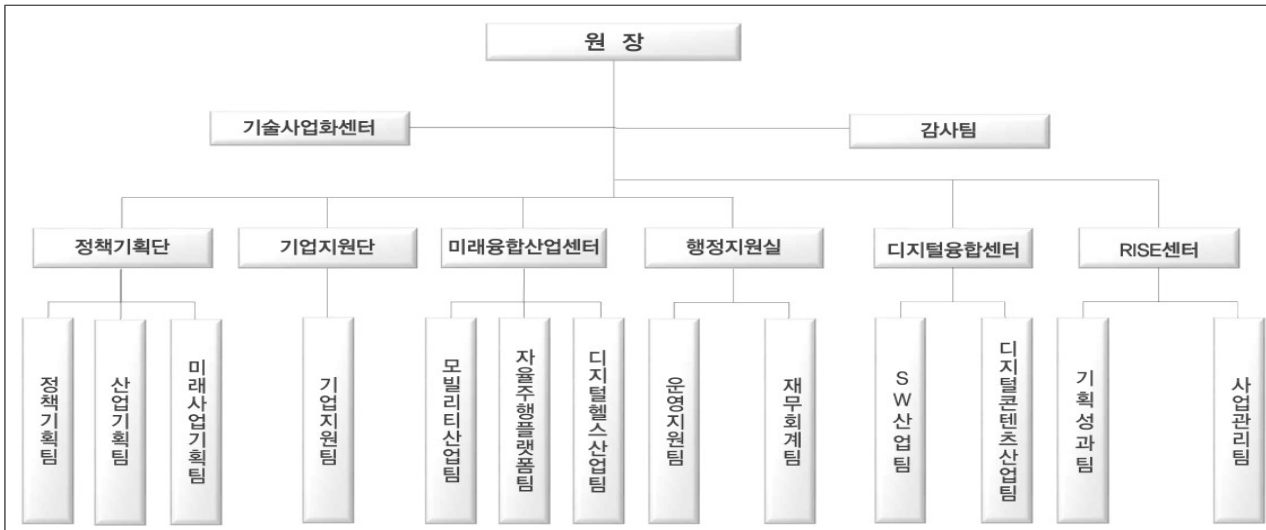 원 장
기술사업화센터
감사팀
정책기획단
기업지원단
미래융합산업센터
행정지원실
디지털융합센터
RISE센터
정책기획팀
산업기획팀
미래사업기획팀
기업지원팀
모빌리티산업팀
자율주행플랫폼팀
디지털헬스산업팀
운영지원팀
재무회계팀
SW산업팀
디지털콘텐츠산업팀
기획성과팀
사업관리팀